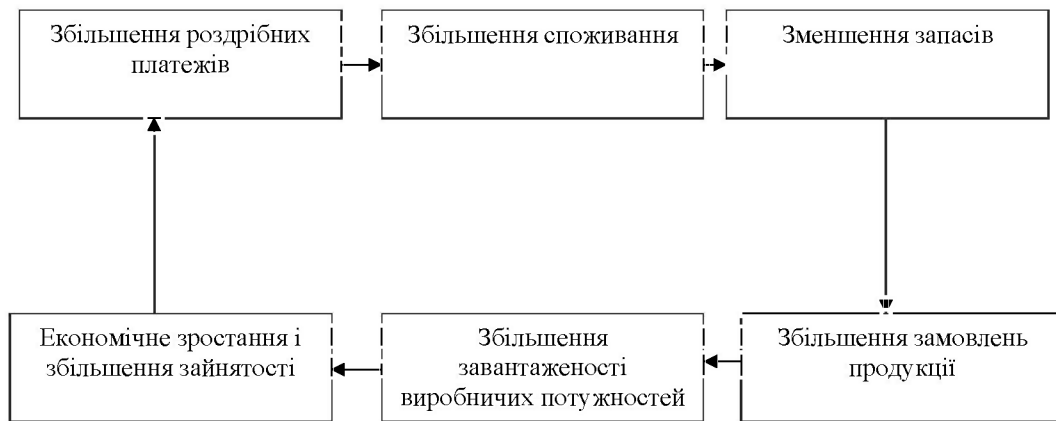 Збільшення роздрібних
платежів
Збільшення споживання
Зменшення запасів
Економічне зростання і
збільшення зайнятості
Збільшення
завантаженості
виробничих потужностей
Збільшення замовлень
продукції